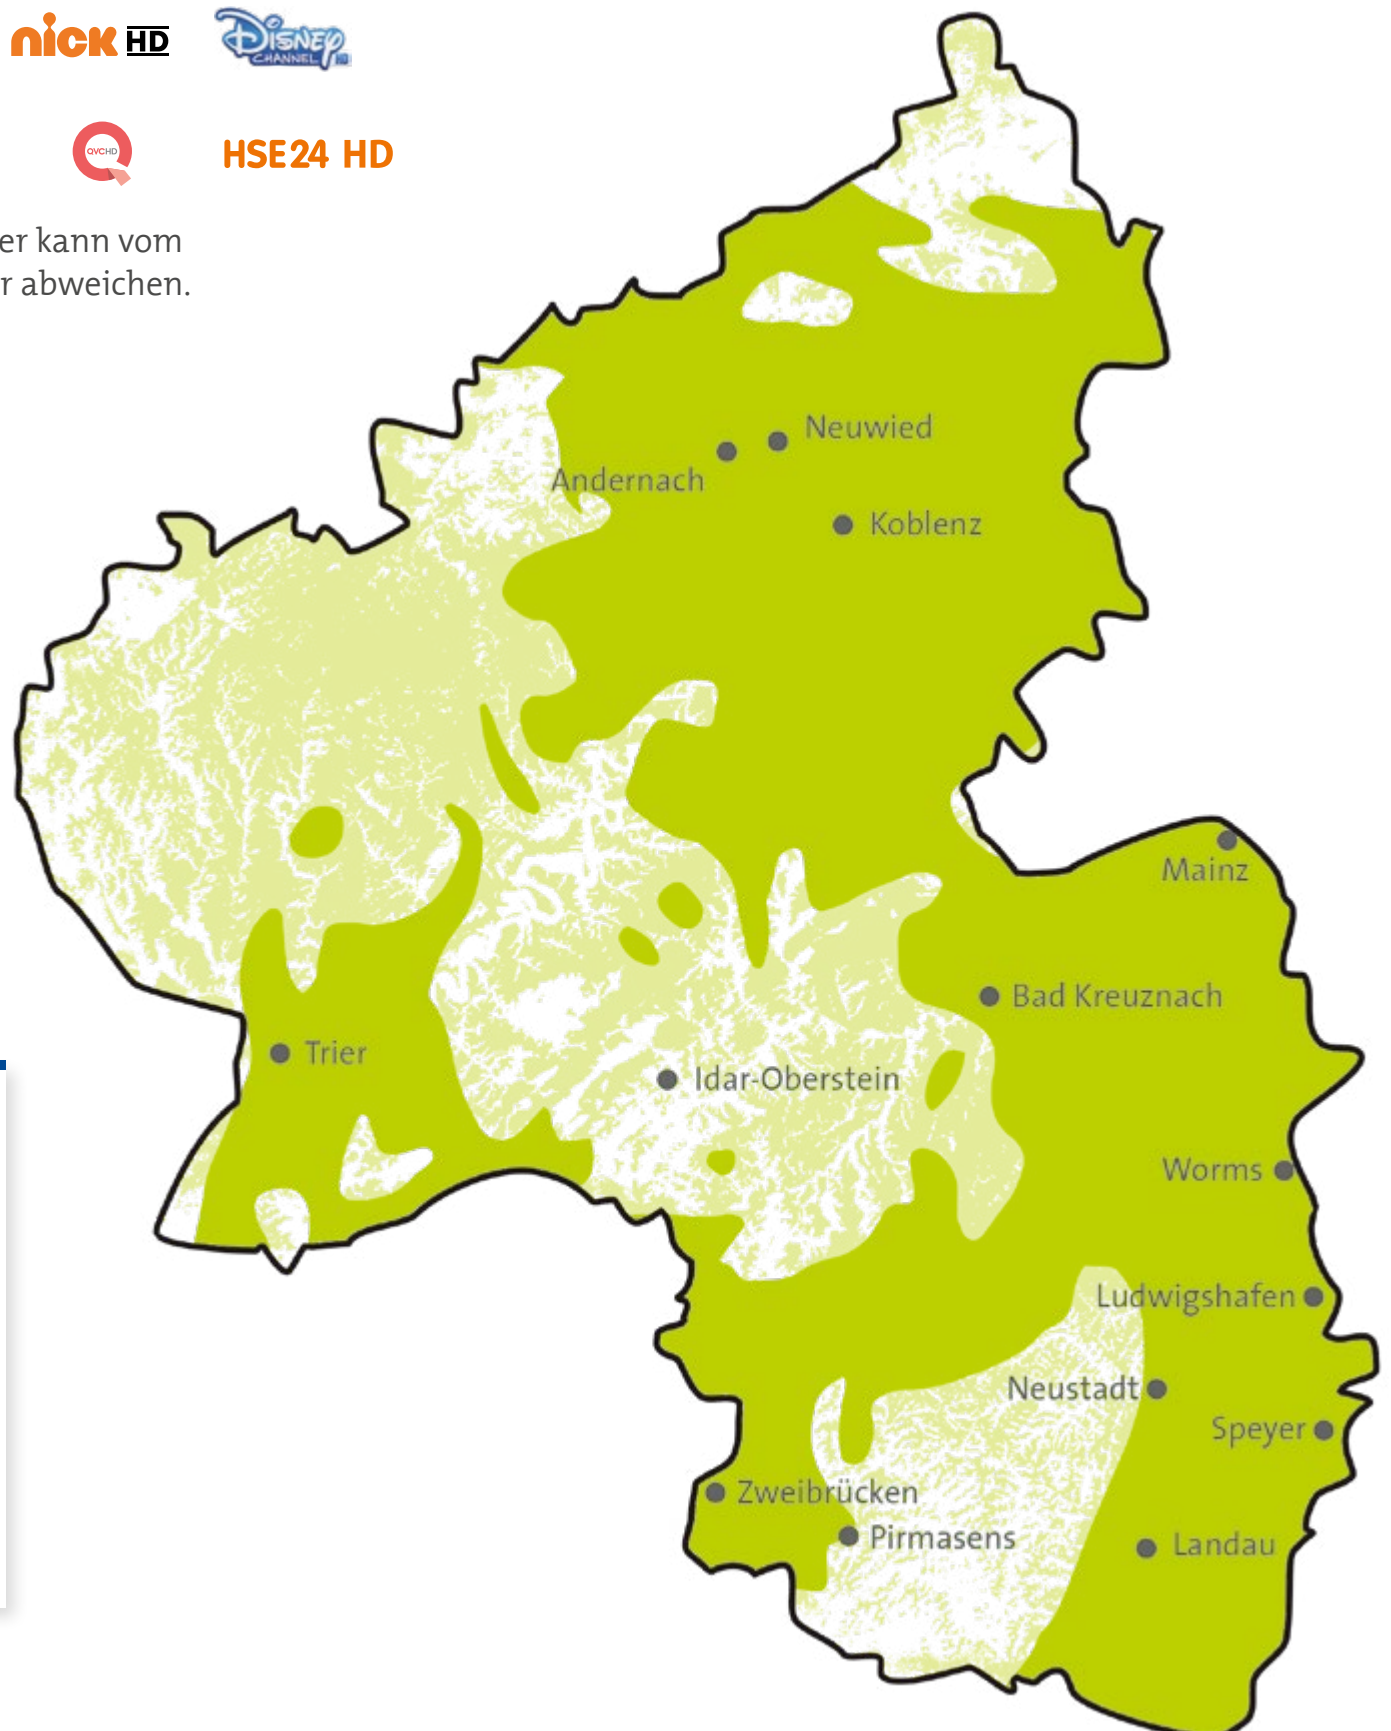 nick HD
Disney
CHANNEL HD
QVCHD
HSE24 HD
er kann vom
r abweichen.
Neuwied
Andernach
Koblenz
Mainz
Bad Kreuznach
Trier
Idar-Oberstein
Worms
Ludwigshafen
Neustadt
Speyer
Zweibrücken
Pirmasens
Landau